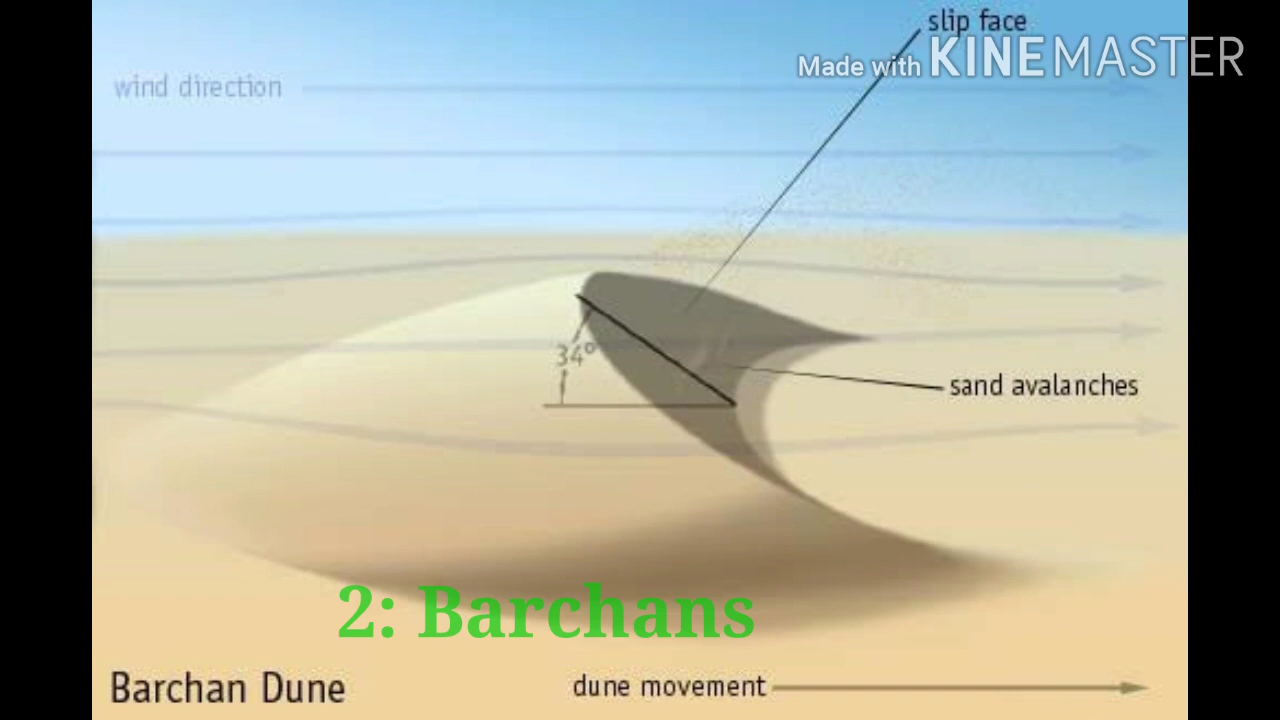 slip face
Made with KINEMASTER
wind direction
34°
sand avalanches
2: Barchans
Barchan Dune
dune movement